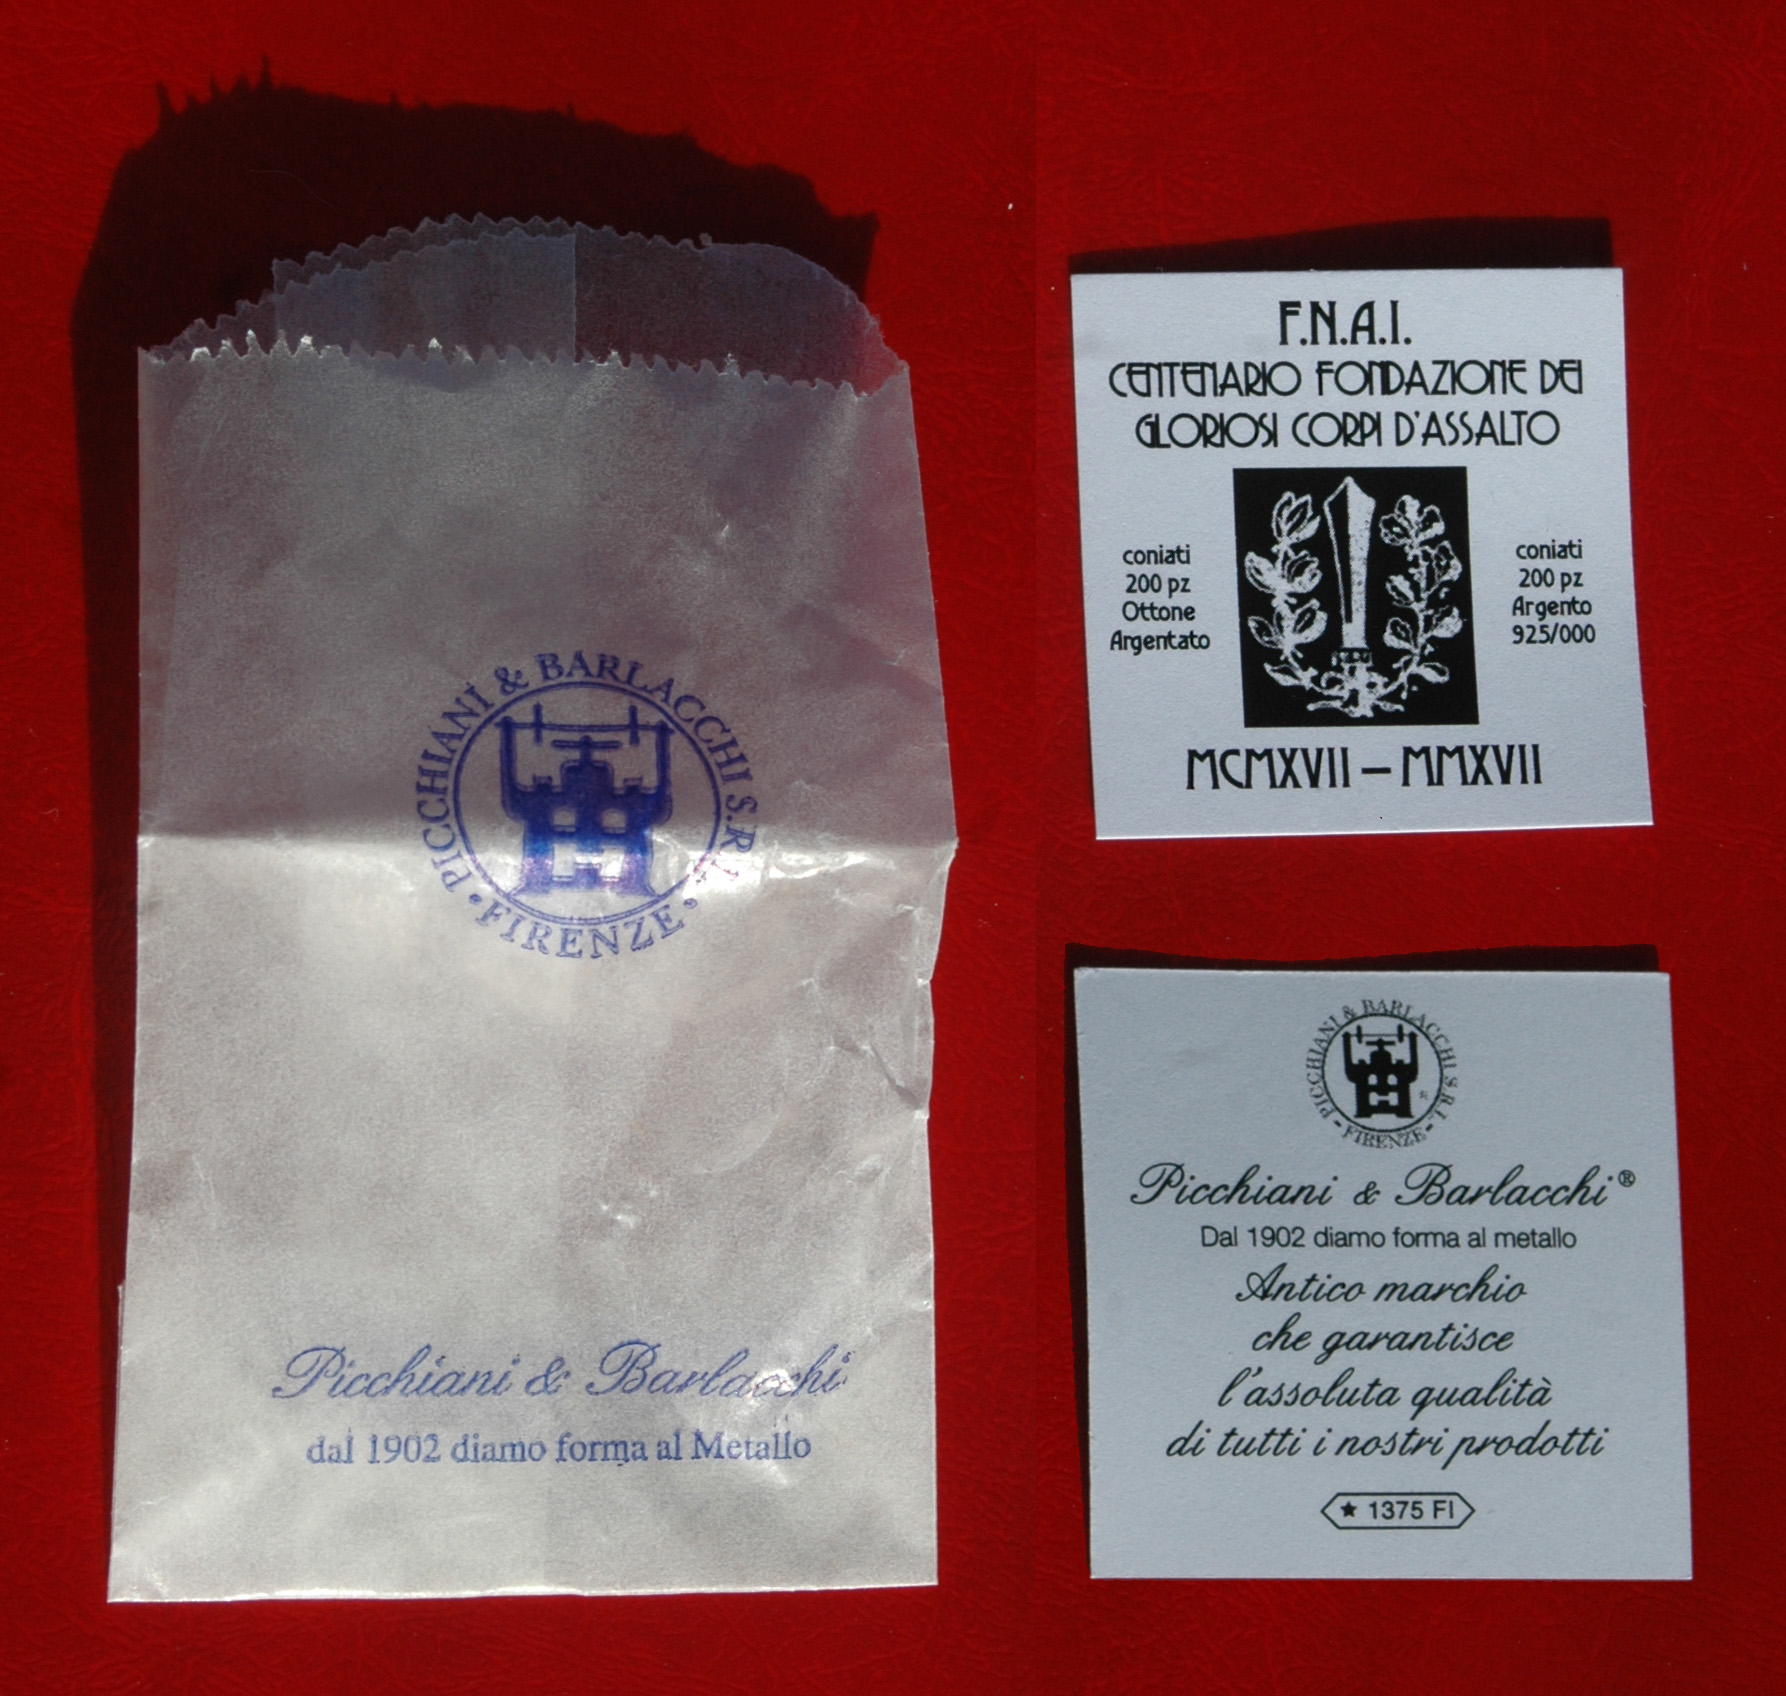 PICCHIANI & BARLACCHI S.R.L.
• FIRENZE •
Picchiani & Barlacchi
dal 1902 diamo forma al Metallo
F.N.A.I.
CENTENARIO FONDAZIONE DEI
GLORIOSI CORPI D'ASSALTO
coniati
200 pz
Ottone
Argentato
coniati
200 pz
Argento
925/000
MCMXVII – MMXVII
PICCHIANI & BARLACCHI S.R.L.
- FIRENZE -
Picchiani & Barlacchi ®
Dal 1902 diamo forma al metallo
Antico marchio
che garantisce
l'assoluta qualità
di tutti i nostri prodotti
★ 1375 FI